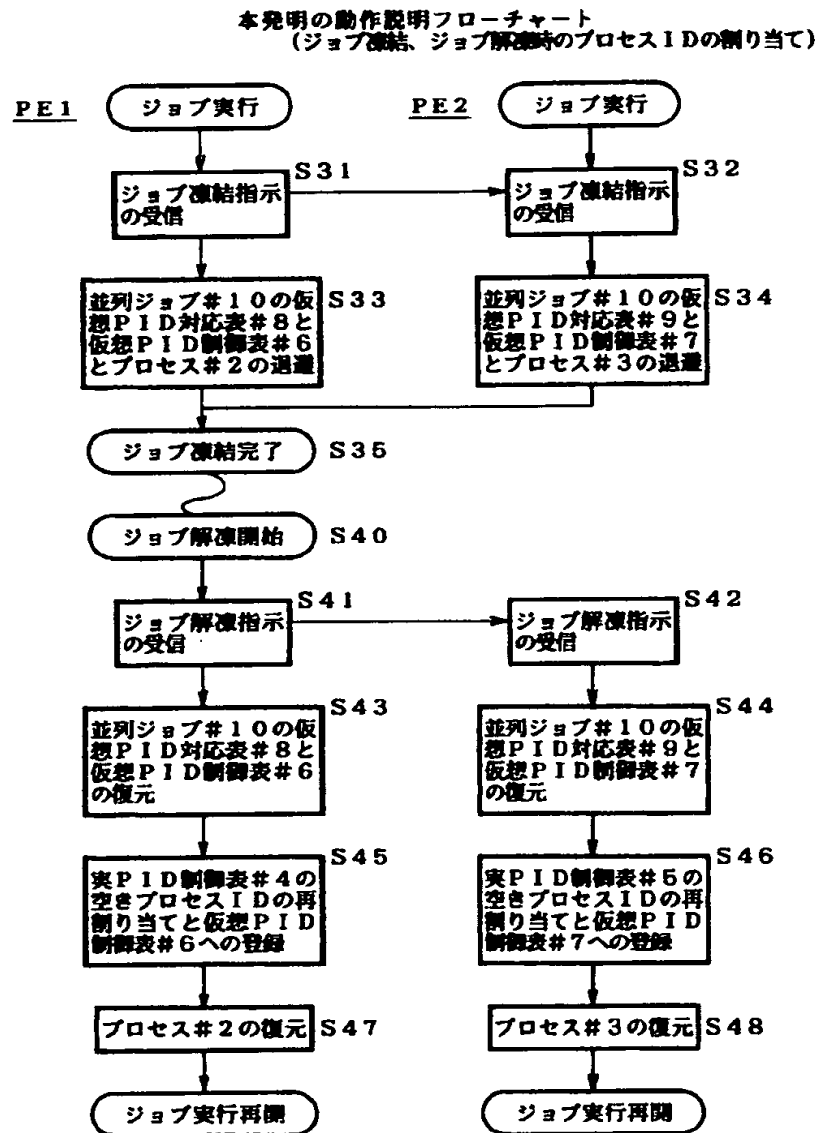 本発明の動作説明フローチャート
(ジョブ凍結、ジョブ解凍時のプロセスIDの割り当て)
PE1
ジョブ実行
PE2
ジョブ実行
S31
ジョブ凍結指示
の受信
S32
ジョブ凍結指示
の受信
並列ジョブ#10の仮
想PID対応表#8と
仮想PID制御表#6
とプロセス#2の退避
S33
並列ジョブ#10の仮
想PID対応表#9と
仮想PID制御表#7
とプロセス#3の退避
S34
ジョブ凍結完了
S35
ジョブ解凍開始
S40
S41
ジョブ解凍指示
の受信
S42
ジョブ解凍指示
の受信
S43
並列ジョブ#10の仮
想PID対応表#8と
仮想PID制御表#6
の復元
S44
並列ジョブ#10の仮
想PID対応表#9と
仮想PID制御表#7
の復元
S45
実PID制御表#4の
空きプロセスIDの再
割り当てと仮想PID
制御表#6への登録
S46
実PID制御表#5の
空きプロセスIDの再
割り当てと仮想PID
制御表#7への登録
プロセス#2の復元
S47
プロセス#3の復元
S48
ジョブ実行再開
ジョブ実行再開